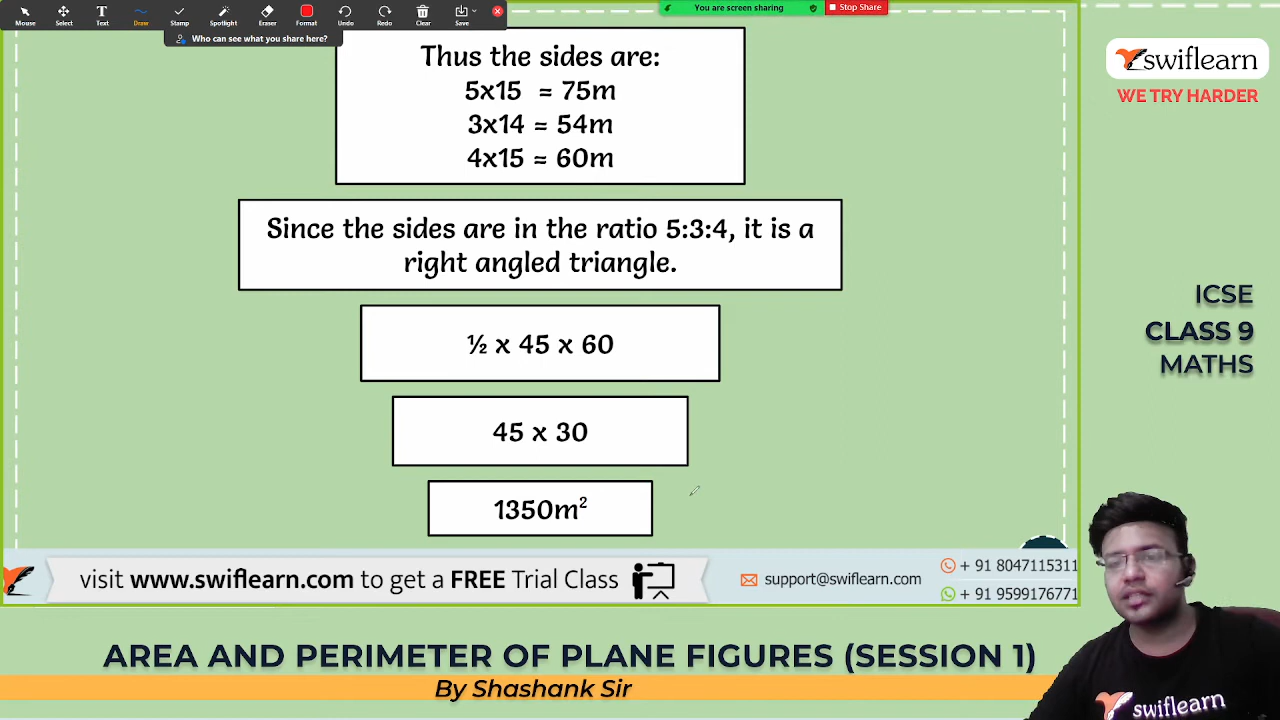 Mouse Select Text Draw Stamp Spotlight Eraser Format Undo Redo Clear Save
You are screen sharing Stop Share
Who can see what you share here?
Thus the sides are:
5x15 = 75m
3x14 = 54m
4x15 = 60m
Since the sides are in the ratio 5:3:4, it is a
right angled triangle.
½ x 45 x 60
45 x 30
1350m²
swiflearn
WE TRY HARDER
ICSE
CLASS 9
MATHS
visit www.swiflearn.com to get a FREE Trial Class
support@swiflearn.com
+ 91 8047115311
+ 91 9599176771
AREA AND PERIMETER OF PLANE FIGURES (SESSION 1)
By Shashank Sir
swiflearn